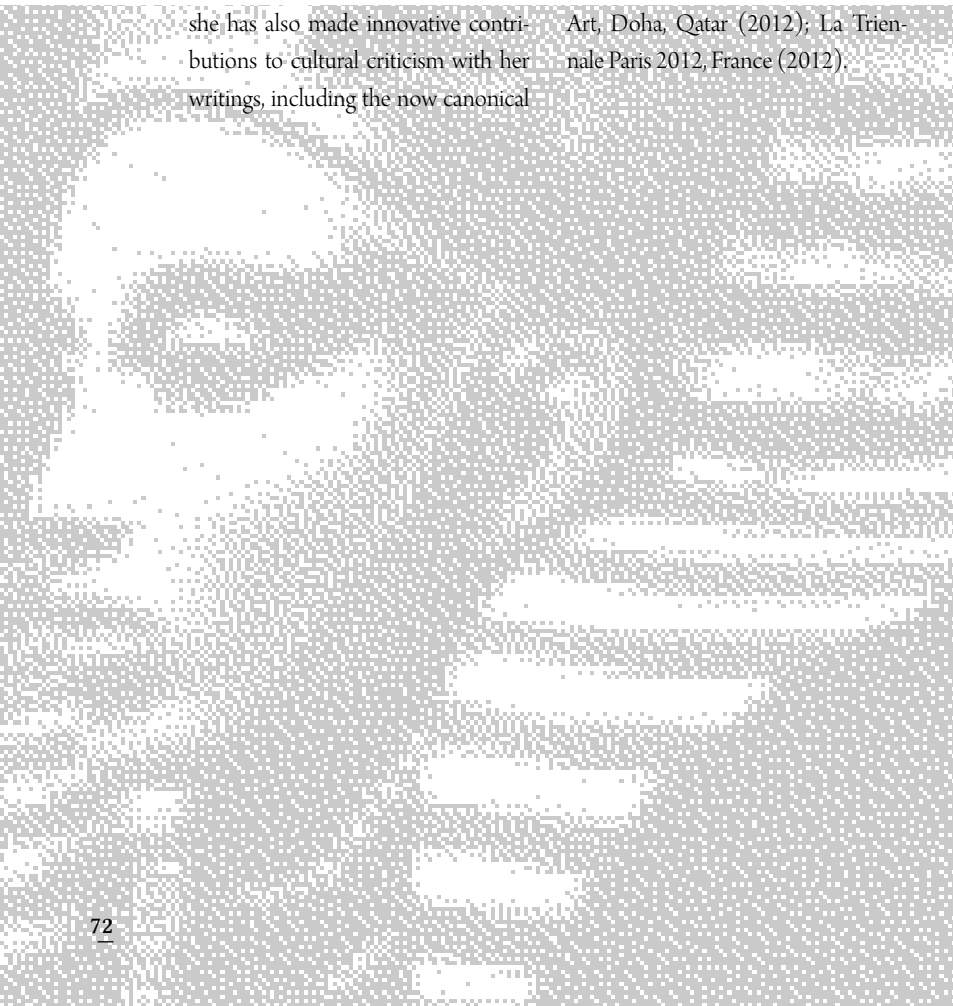 she has also made innovative contri-
butions to cultural criticism with her
writings, including the now canonical
Art, Doha, Qatar (2012); La Trien-
nale Paris 2012, France (2012).
72